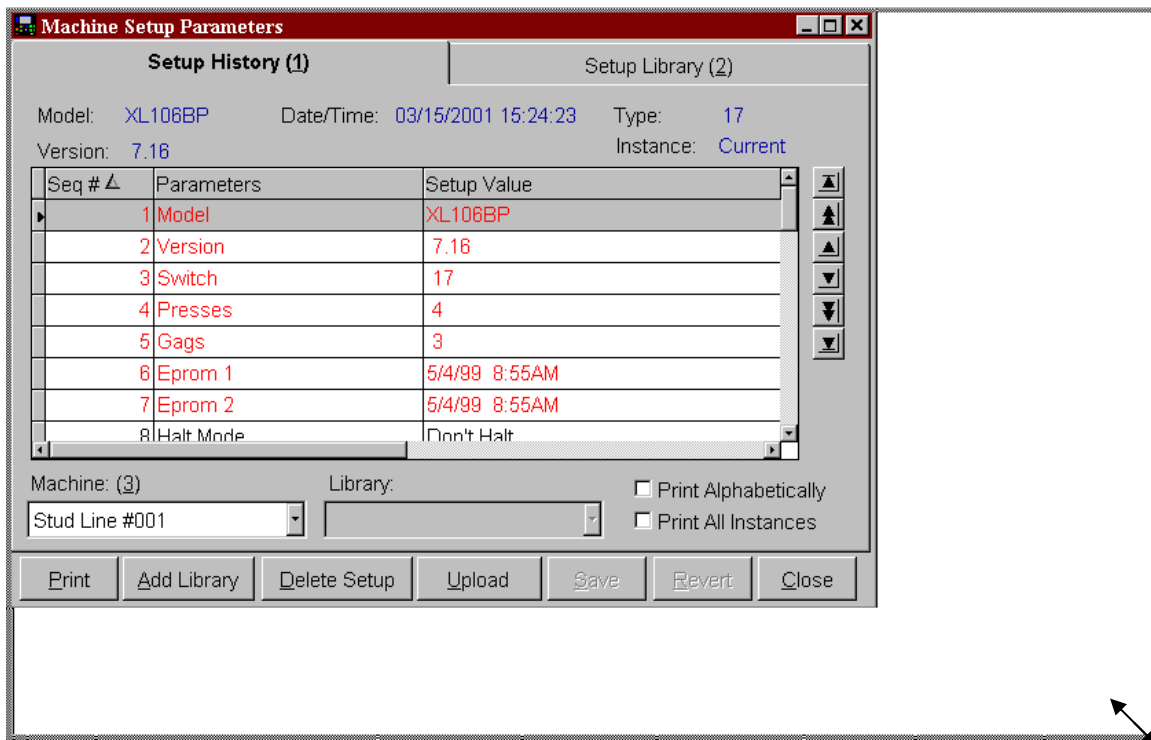 Machine Setup Parameters
Setup History (1) Setup Library (2)
Model: XL106BP Date/Time: 03/15/2001 15:24:23 Type: 17
Version: 7.16 Instance: Current
Seq # Parameters Setup Value
1 Model XL106BP
2 Version 7.16
3 Switch 17
4 Presses 4
5 Gags 3
6 Eprom 1 5/4/99 8:55AM
7 Eprom 2 5/4/99 8:55AM
8 Halt Mode Don't Halt
Machine: (3) Library: Print Alphabetically
Stud Line #001 Print All Instances
Print Add Library Delete Setup Upload Save Revert Close